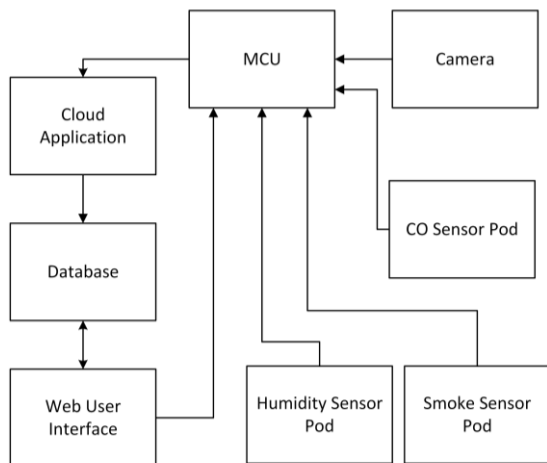 MCU
Camera
Cloud
Application
CO Sensor Pod
Database
Web User
Interface
Humidity Sensor
Pod
Smoke Sensor
Pod